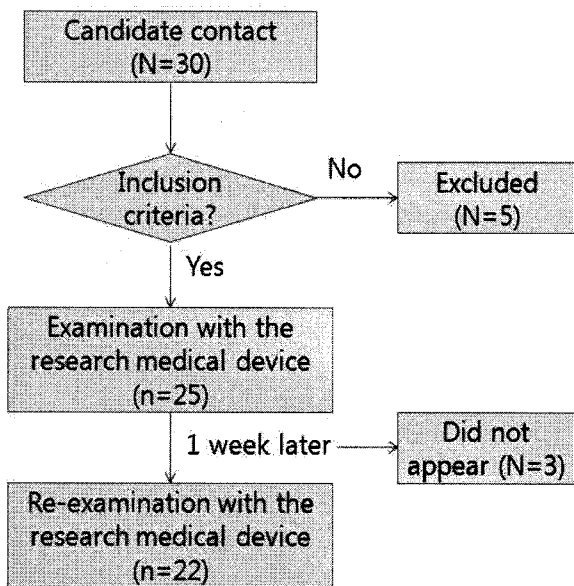 Candidate contact
(N=30)
Inclusion
criteria?
No
Excluded
(N=5)
Yes
Examination with the
research medical device
(n=25)
1 week later
Did not
appear (N=3)
Re-examination with the
research medical device
(n=22)